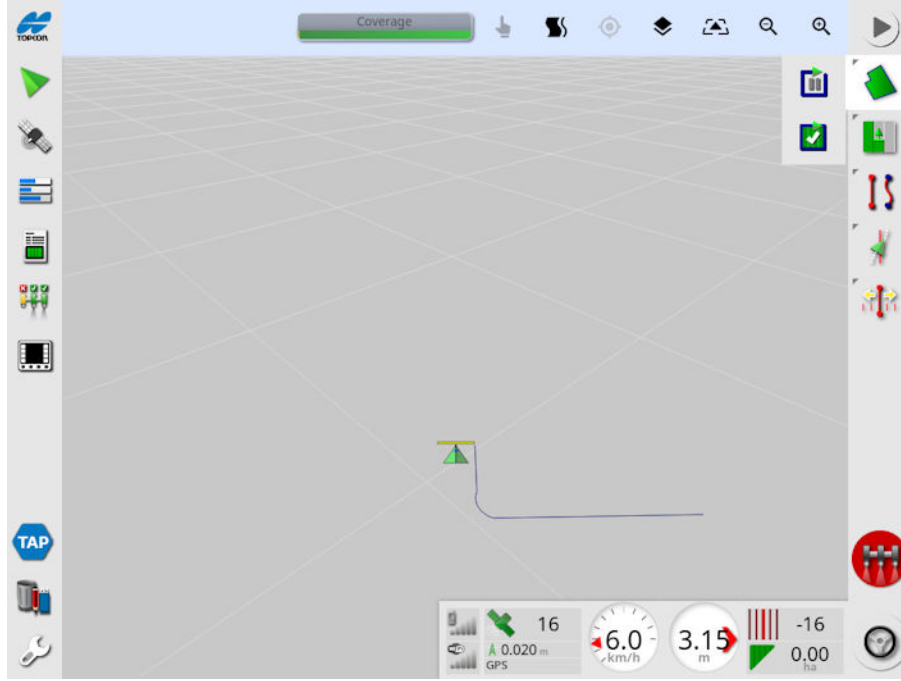 TOPCON
Coverage
TAP
16
0.020 m
GPS
6.0
km/h
3.15
m
-16
0.00
ha